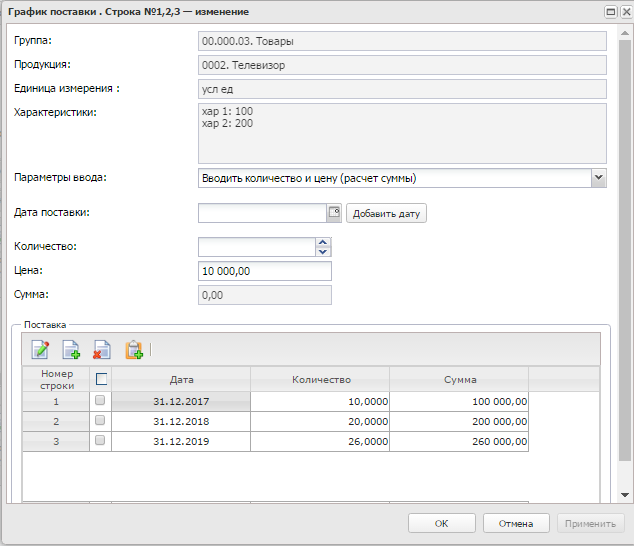 График поставки . Строка №1,2,3 — изменение
Группа: 00.000.03. Товары
Продукция: 0002. Телевизор
Единица измерения : усл ед
Характеристики: хар 1: 100
хар 2: 200
Параметры ввода: Вводить количество и цену (расчет суммы)
Дата поставки: Добавить дату
Количество:
Цена: 10 000,00
Сумма: 0,00
Поставка
Номер строки Дата Количество Сумма
1 31.12.2017 10,0000 100 000,00
2 31.12.2018 20,0000 200 000,00
3 31.12.2019 26,0000 260 000,00
OK Отмена Применить